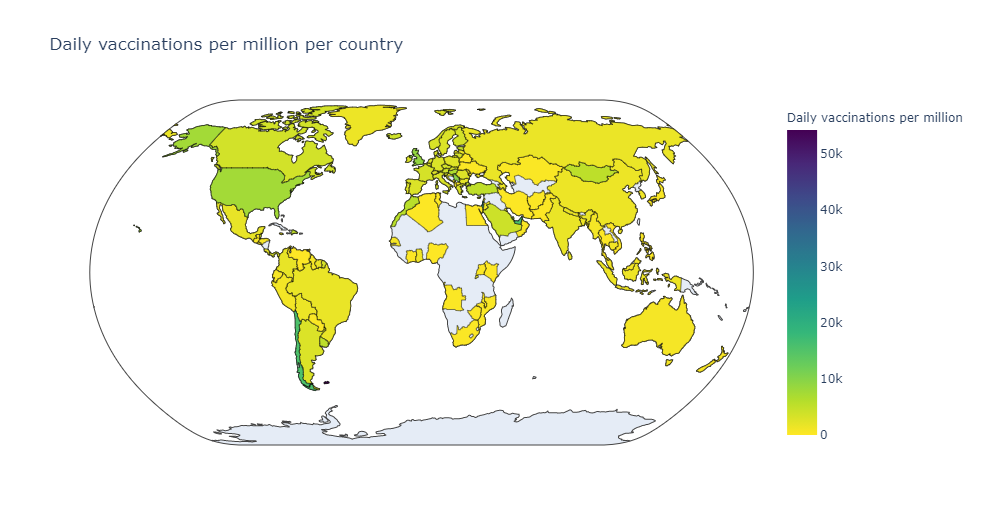 Daily vaccinations per million per country
Daily vaccinations per million
50k
40k
30k
20k
10k
0